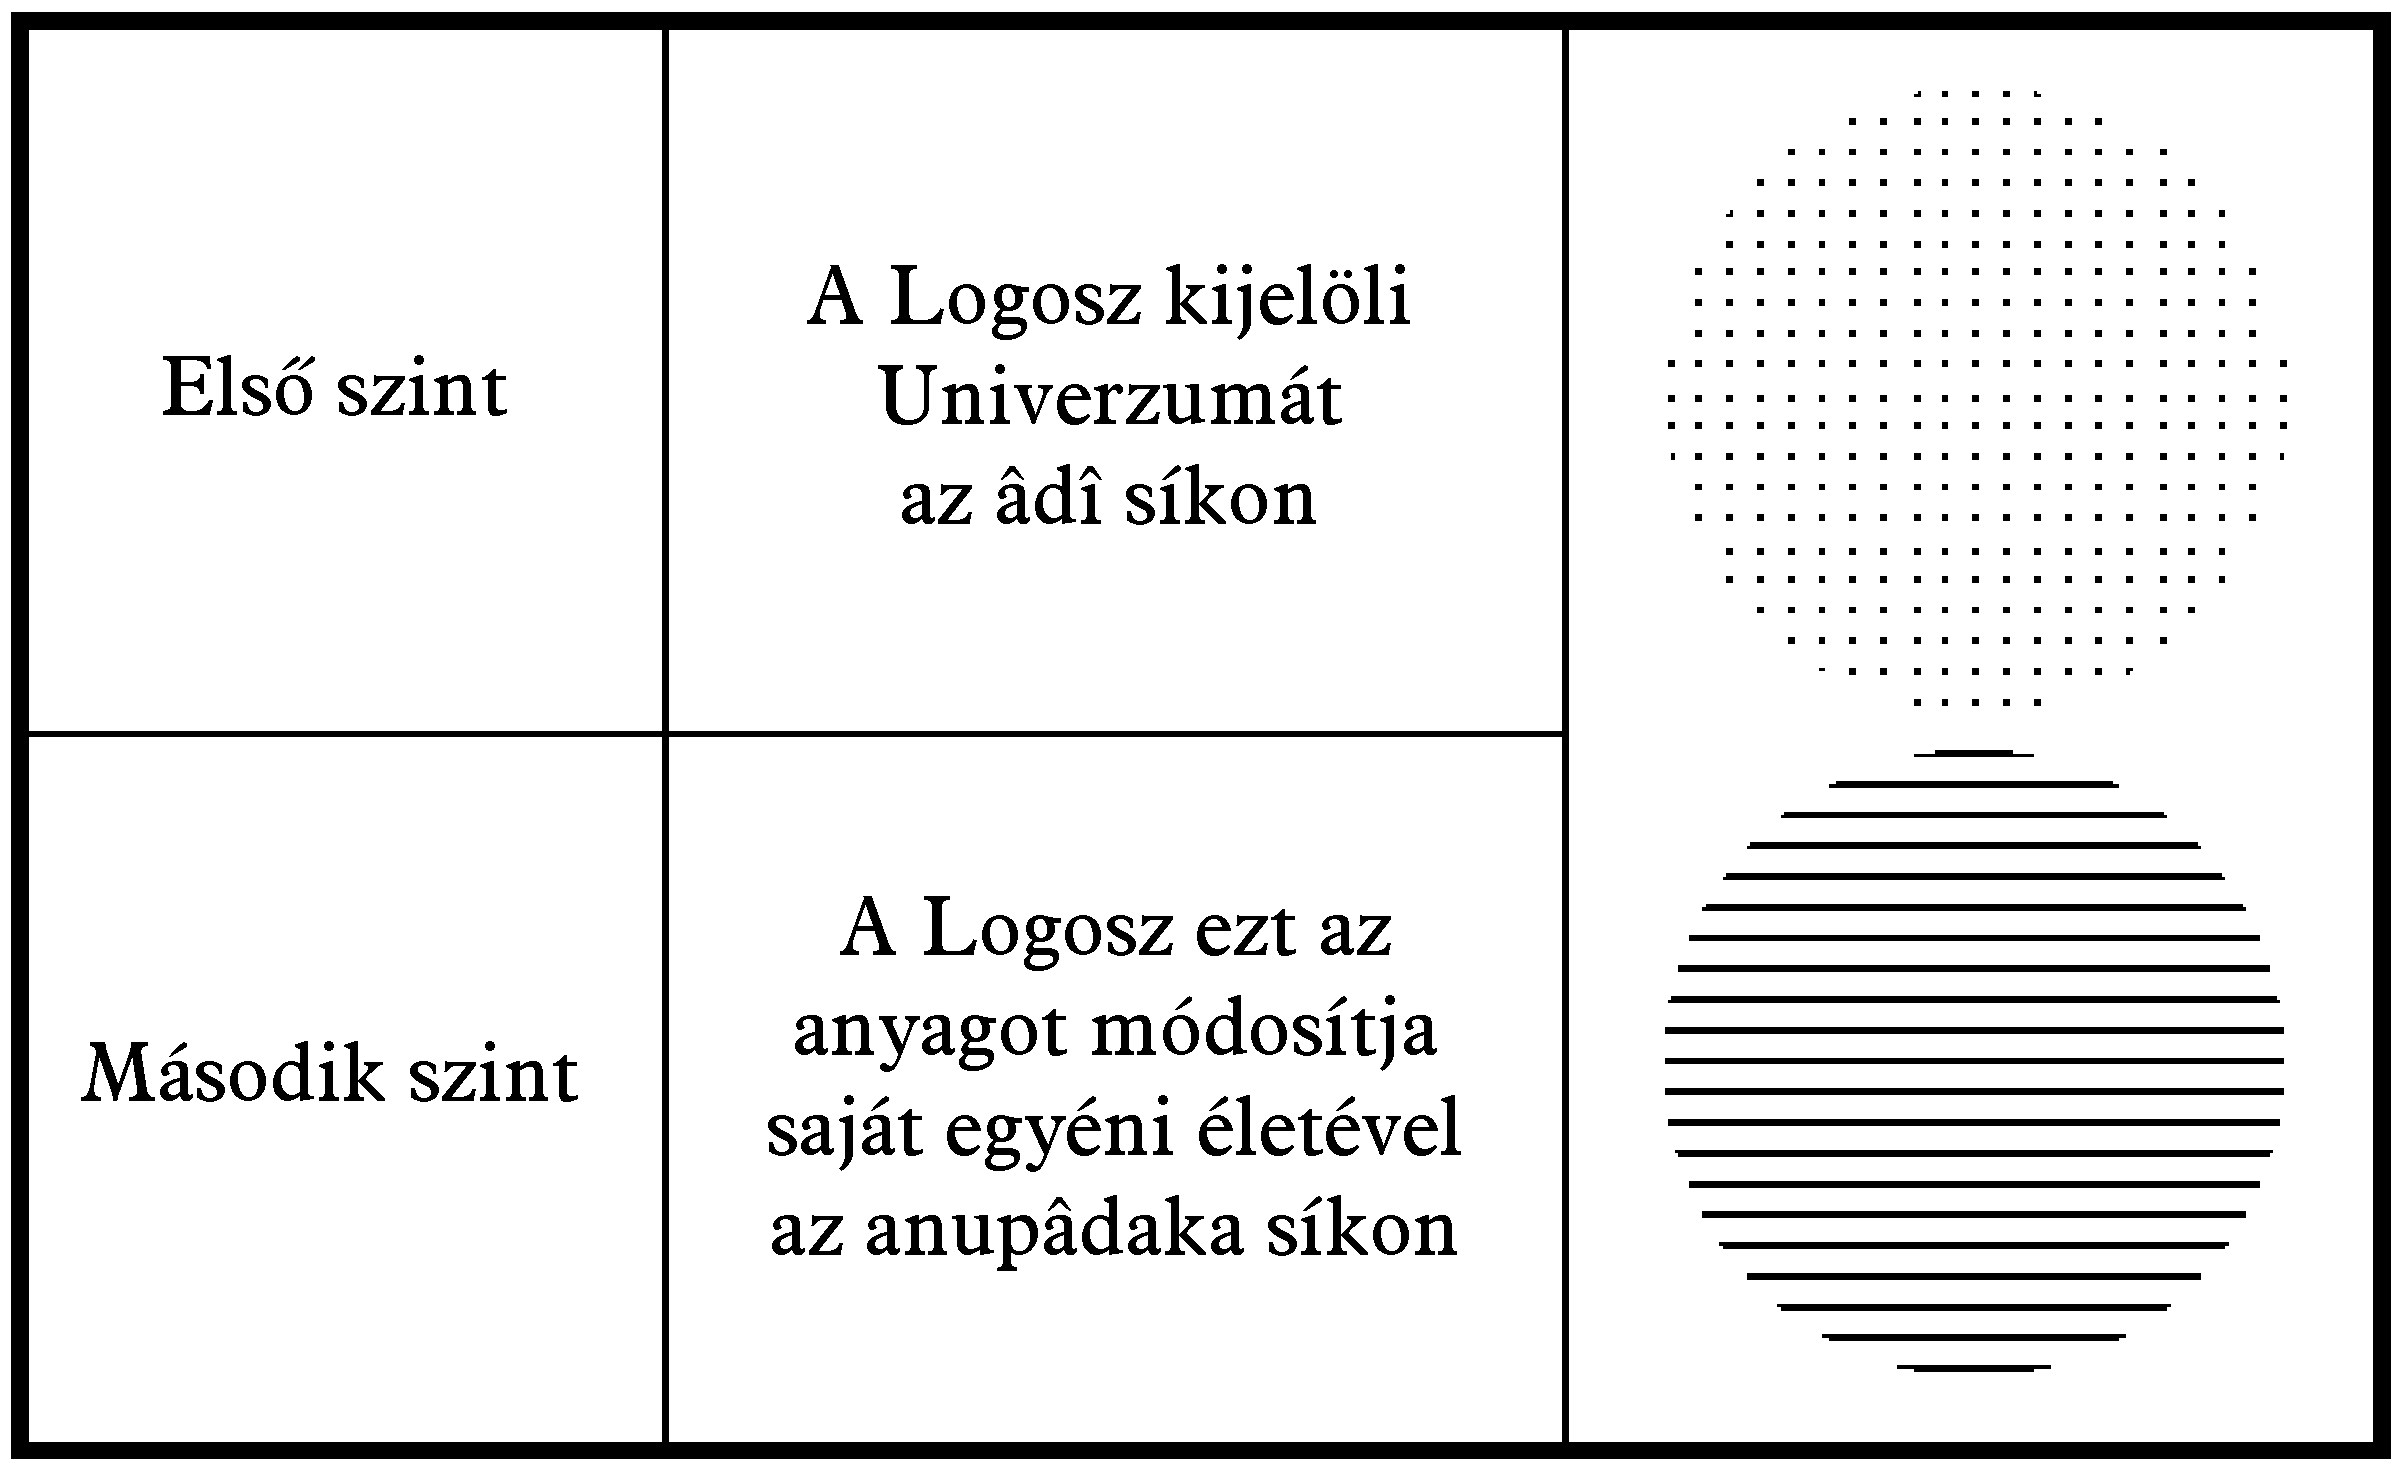 Első szint
A Logosz kijelöli
Univerzumát
az âdî síkon
Második szint
A Logosz ezt az
anyagot módosítja
saját egyéni életével
az anupâdaka síkon